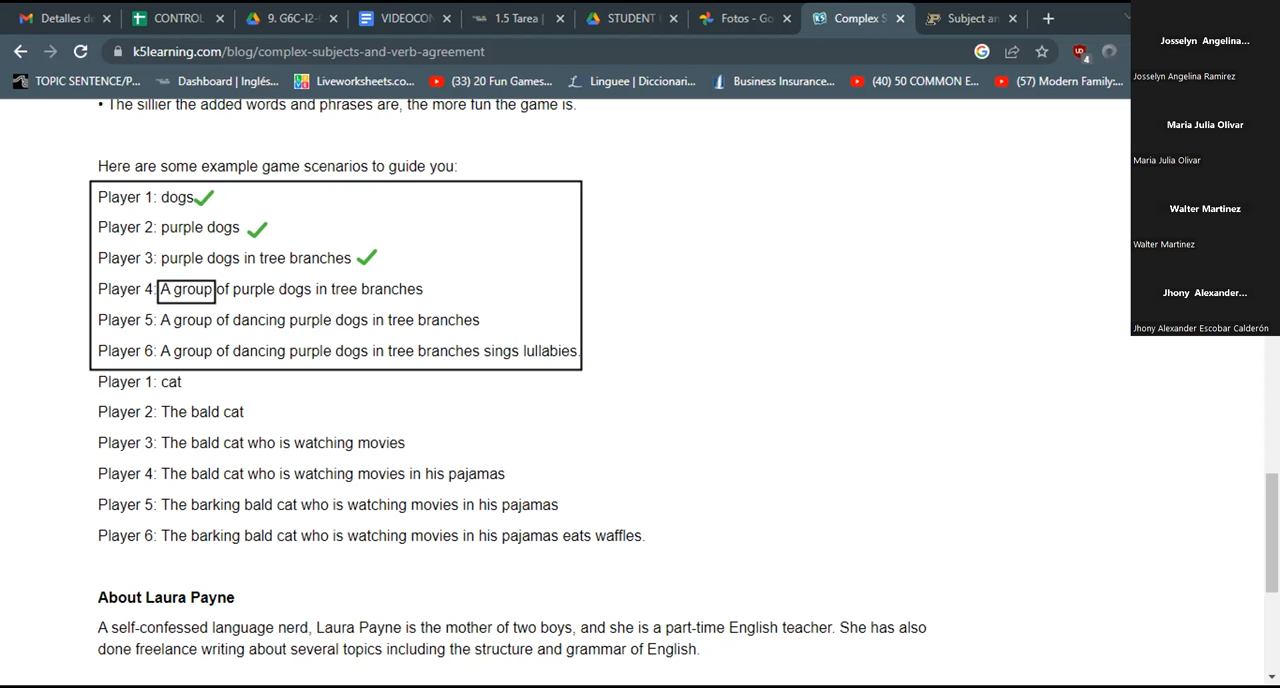 Detalles de
CONTROL
9. G6C-I2-
VIDEOCON
1.5 Tarea |
STUDENT
Fotos - Go
Complex S
Subject an
k5learning.com/blog/complex-subjects-and-verb-agreement
4
TOPIC SENTENCE/P...
Dashboard | Inglés...
Liveworksheets.co...
(33) 20 Fun Games...
Linguee | Diccionari...
Business Insurance...
(40) 50 COMMON E...
(57) Modern Family:...
• The sillier the added words and phrases are, the more fun the game is.
Here are some example game scenarios to guide you:
Player 1: dogs
Player 2: purple dogs
Player 3: purple dogs in tree branches
Player 4: A group of purple dogs in tree branches
Player 5: A group of dancing purple dogs in tree branches
Player 6: A group of dancing purple dogs in tree branches sings lullabies.
Player 1: cat
Player 2: The bald cat
Player 3: The bald cat who is watching movies
Player 4: The bald cat who is watching movies in his pajamas
Player 5: The barking bald cat who is watching movies in his pajamas
Player 6: The barking bald cat who is watching movies in his pajamas eats waffles.
About Laura Payne
A self-confessed language nerd, Laura Payne is the mother of two boys, and she is a part-time English teacher. She has also
done freelance writing about several topics including the structure and grammar of English.
Josselyn Angelina...
Josselyn Angelina Ramirez
Maria Julia Olivar
Maria Julia Olivar
Walter Martinez
Walter Martinez
Jhony Alexander...
Jhony Alexander Escobar Calderón